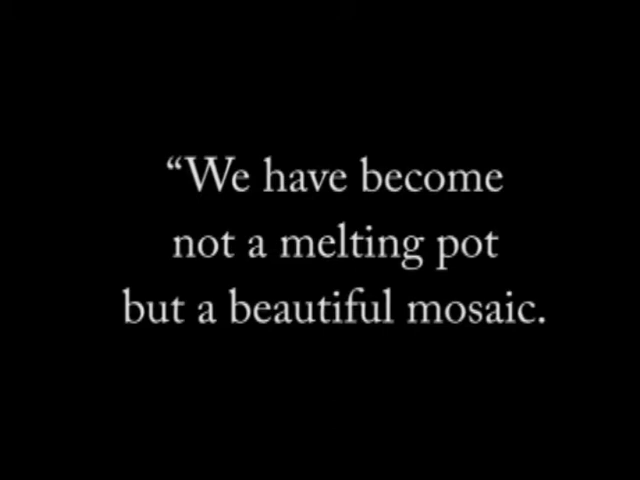 “We have become
not a melting pot
but a beautiful mosaic.